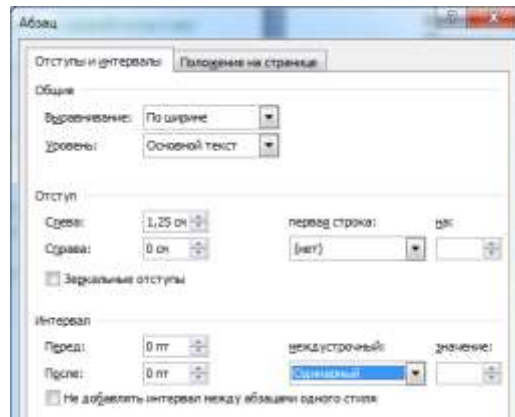 Абзац
Отступы и интервалы Положение на странице
Общие
Выравнивание: По ширине
Уровень: Основной текст
Отступ
Слева: 1,25 см первая строка: на:
Справа: 0 см (нет)
Зеркальные отступы
Интервал
Перед: 0 пт междустрочный: значение:
После: 0 пт Одинарный
Не добавлять интервал между абзацами одного стиля